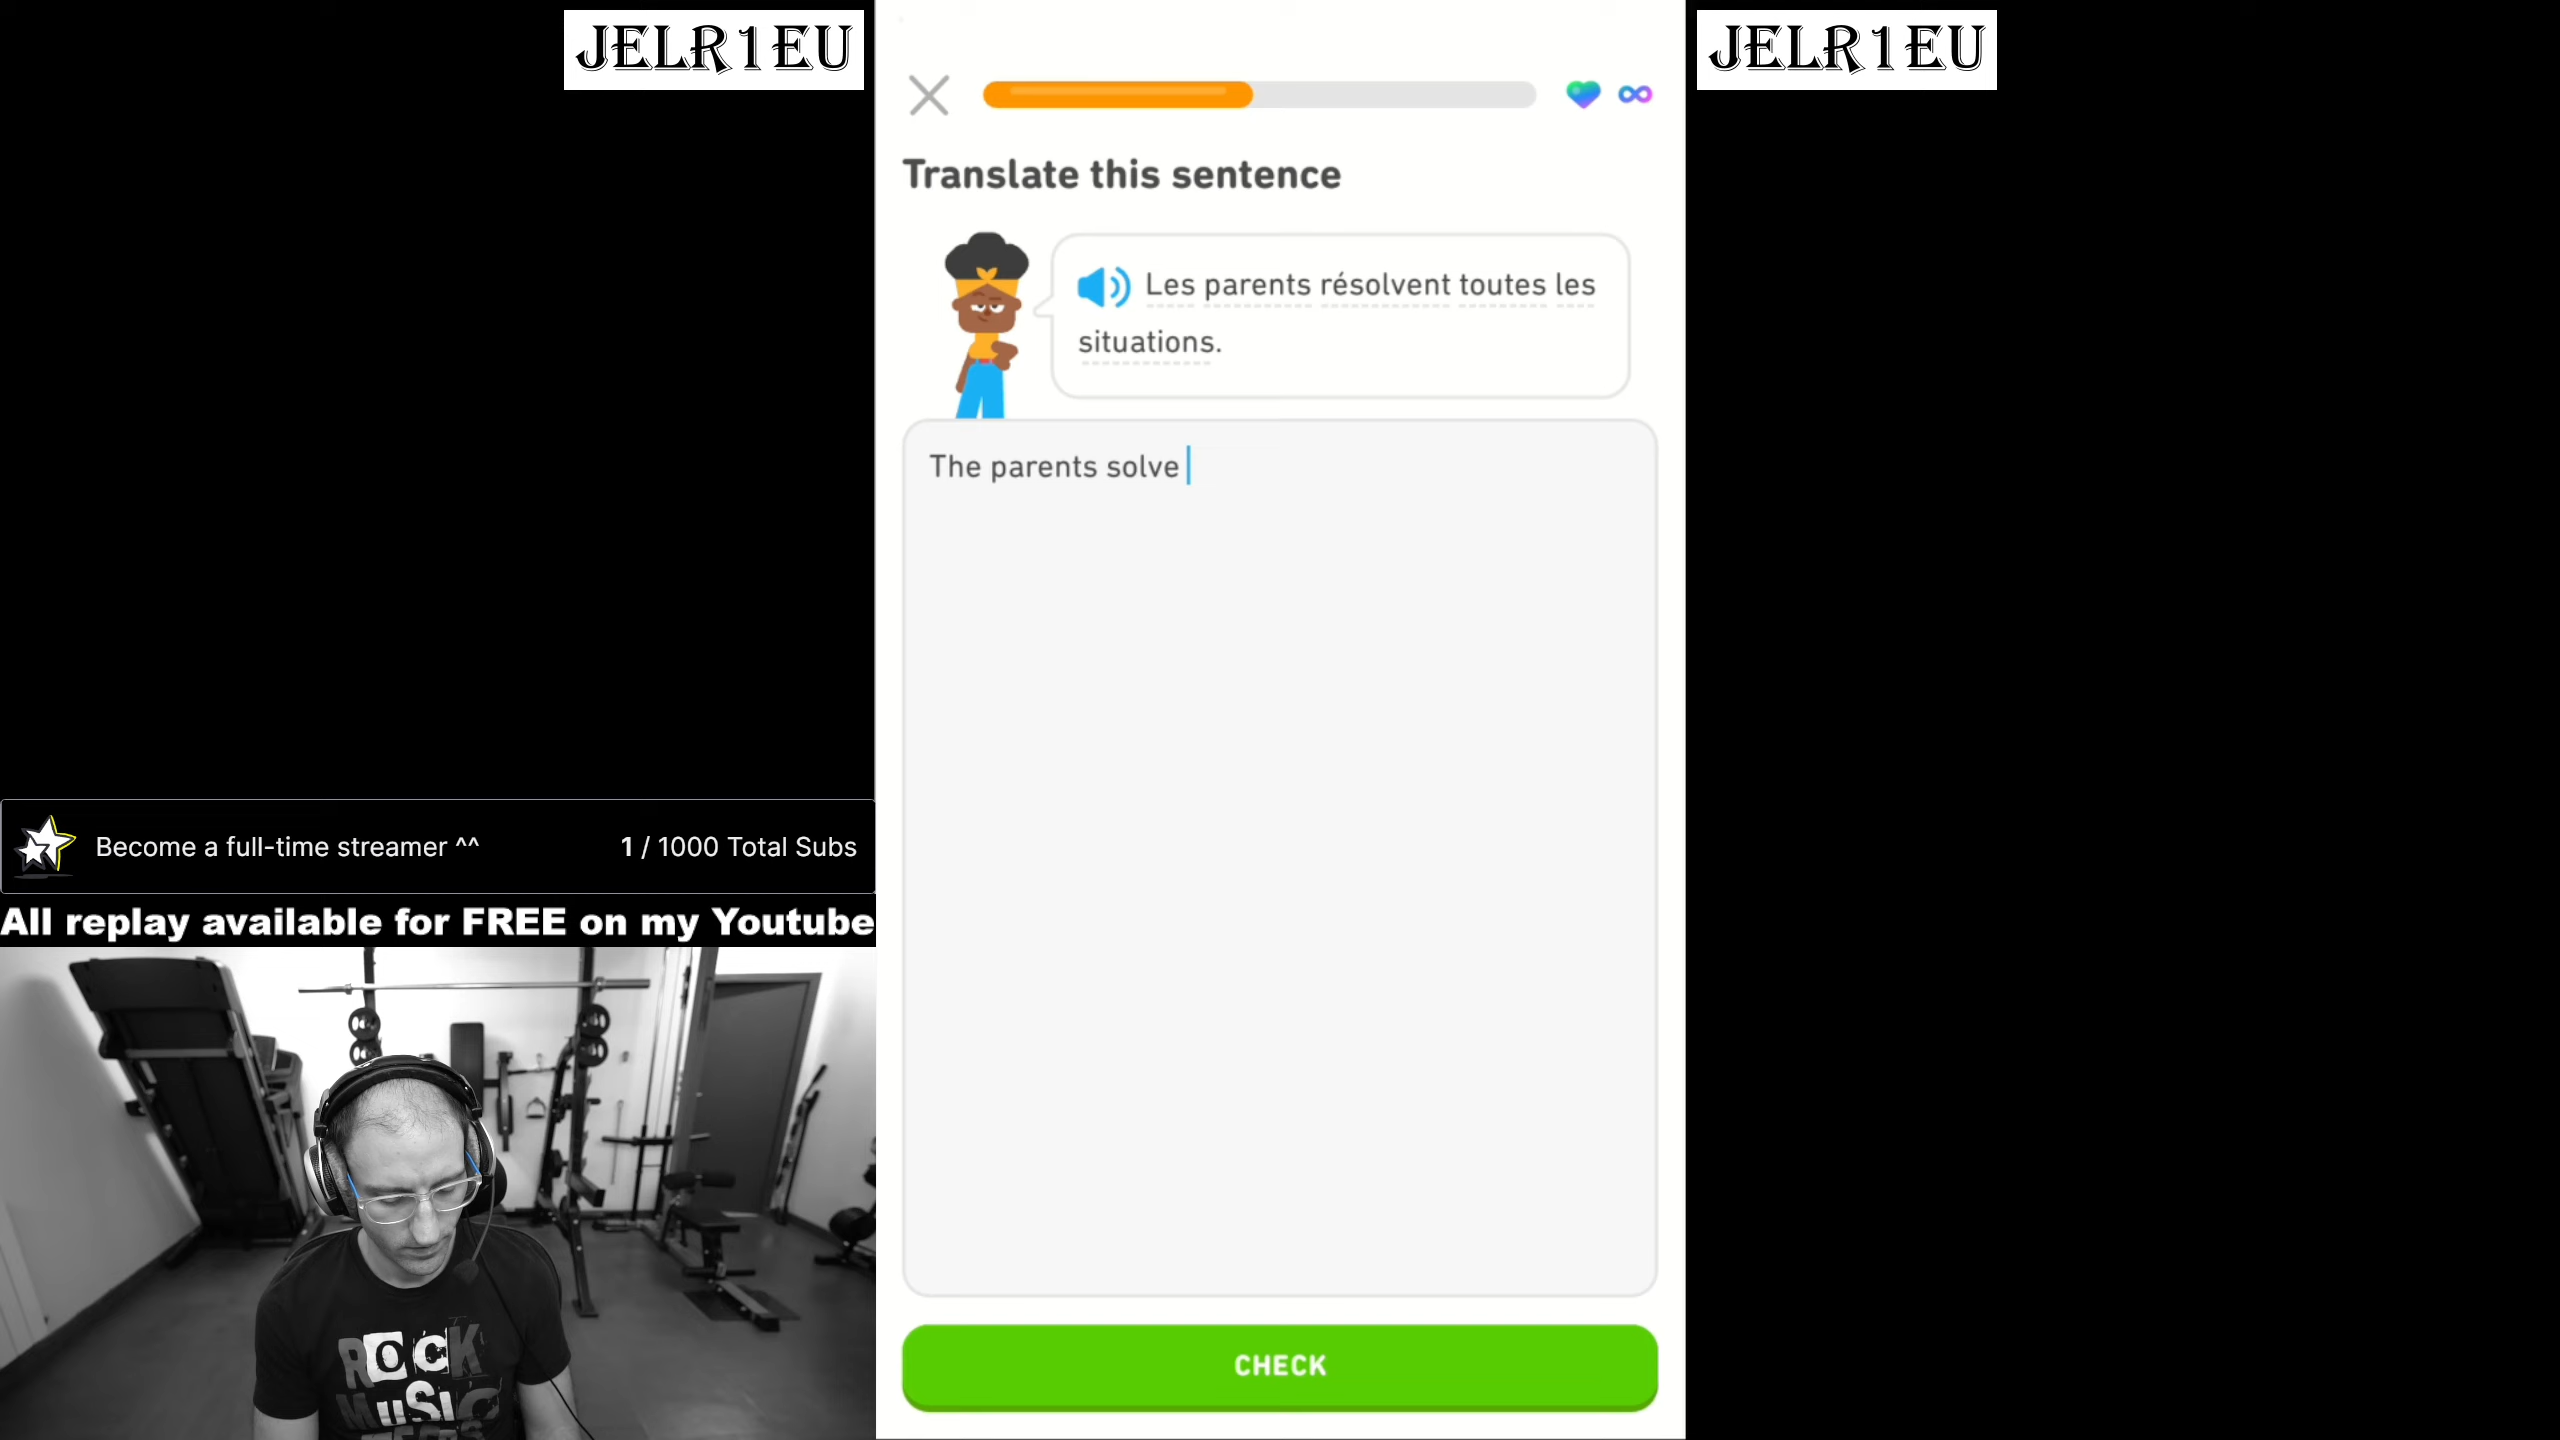 JELR1EU
JELR1EU
Translate this sentence
Les parents résolvent toutes les
situations.
The parents solve
Become a full-time streamer ^^ 1 / 1000 Total Subs
All replay available for FREE on my Youtube
ROCK
MUSIC
CHECK